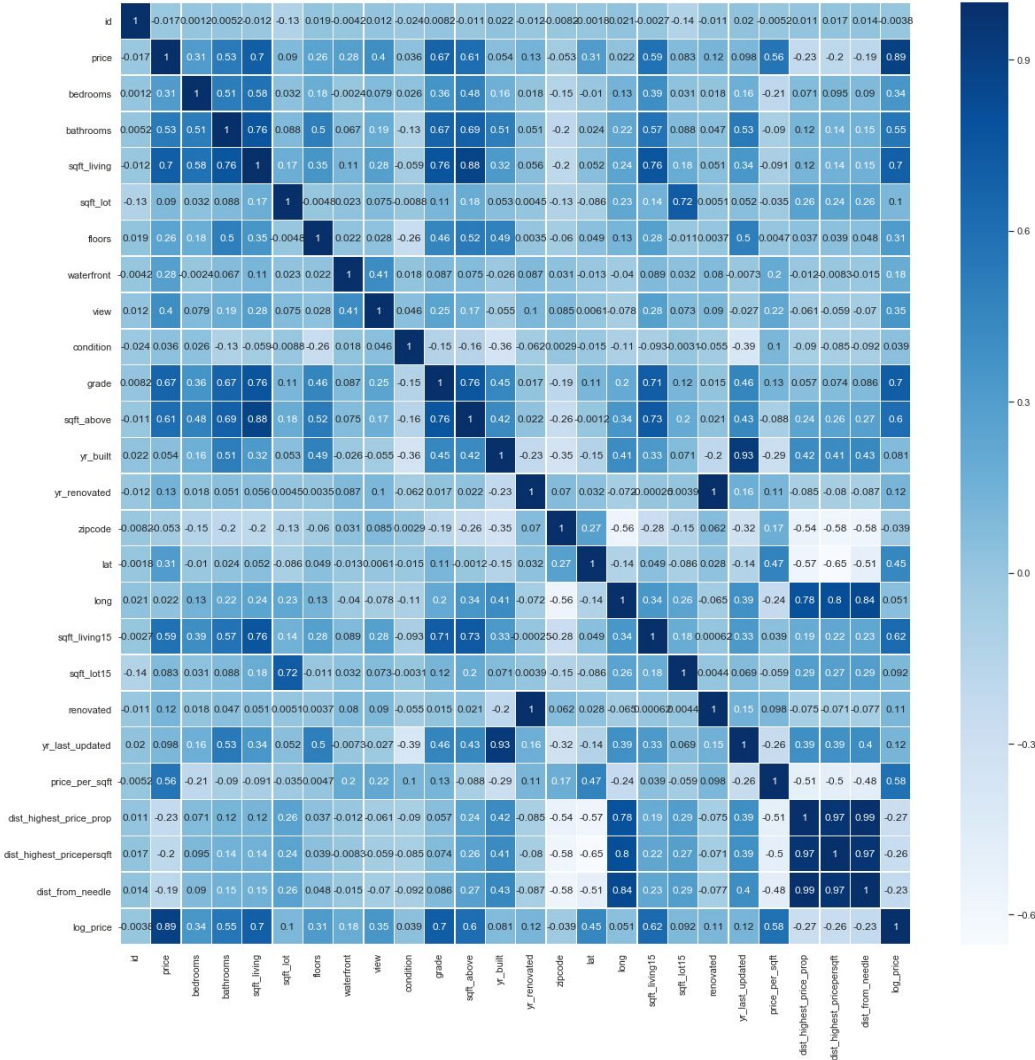 id 1 -0.017 0.0012 0.0052 -0.012 -0.13 0.019 -0.0042 0.012 -0.024 0.0082 -0.011 0.022 -0.012 -0.0082 -0.0018 0.021 -0.0027 -0.14 -0.011 0.02 -0.0052 0.011 0.017 0.014 -0.0038
price -0.017 1 0.31 0.53 0.7 0.09 0.26 0.28 0.4 0.036 0.67 0.61 0.054 0.13 -0.053 0.31 0.022 0.59 0.083 0.12 0.098 0.56 -0.23 -0.2 -0.19 0.89
bedrooms 0.0012 0.31 1 0.51 0.58 0.032 0.18 -0.0024 0.079 0.026 0.36 0.48 0.16 0.018 -0.15 -0.01 0.13 0.39 0.031 0.018 0.16 -0.21 0.071 0.095 0.09 0.34
bathrooms 0.0052 0.53 0.51 1 0.76 0.088 0.5 0.067 0.19 -0.13 0.67 0.69 0.51 0.051 -0.2 0.024 0.22 0.57 0.088 0.047 0.53 -0.09 0.12 0.14 0.15 0.55
sqft_living -0.012 0.7 0.58 0.76 1 0.17 0.35 0.11 0.28 -0.059 0.76 0.88 0.32 0.056 -0.2 0.052 0.24 0.76 0.18 0.051 0.34 -0.091 0.12 0.14 0.15 0.7
sqft_lot -0.13 0.09 0.032 0.088 0.17 1 -0.0048 0.023 0.075 -0.0088 0.11 0.18 0.053 0.0045 -0.13 -0.086 0.23 0.14 0.72 0.0051 0.052 -0.035 0.26 0.24 0.26 0.1
floors 0.019 0.26 0.18 0.5 0.35 -0.0048 1 0.022 0.028 -0.26 0.46 0.52 0.49 0.0035 -0.06 0.049 0.13 0.28 -0.011 0.0037 0.5 0.0047 0.037 0.039 0.048 0.31
waterfront -0.0042 0.28 -0.0024 0.067 0.11 0.023 0.022 1 0.41 0.018 0.087 0.075 -0.026 0.087 0.031 -0.013 -0.04 0.089 0.032 0.08 -0.0073 0.2 -0.012 -0.0083 -0.015 0.18
view 0.012 0.4 0.079 0.19 0.28 0.075 0.028 0.41 1 0.046 0.25 0.17 -0.055 0.1 0.085 0.0061 -0.078 0.28 0.073 0.09 -0.027 0.22 -0.061 -0.059 -0.07 0.35
condition -0.024 0.036 0.026 -0.13 -0.059 -0.0088 -0.26 0.018 0.046 1 -0.15 -0.16 -0.36 -0.062 0.0029 -0.015 -0.11 -0.093 -0.0031 -0.055 -0.39 0.1 -0.09 -0.085 -0.092 0.039
grade 0.0082 0.67 0.36 0.67 0.76 0.11 0.46 0.087 0.25 -0.15 1 0.76 0.45 0.017 -0.19 0.11 0.2 0.71 0.12 0.015 0.46 0.13 0.057 0.074 0.086 0.7
sqft_above -0.011 0.61 0.48 0.69 0.88 0.18 0.52 0.075 0.17 -0.16 0.76 1 0.42 0.022 -0.26 -0.0012 0.34 0.73 0.2 0.021 0.43 -0.088 0.24 0.26 0.27 0.6
yr_built 0.022 0.054 0.16 0.51 0.32 0.053 0.49 -0.026 -0.055 -0.36 0.45 0.42 1 -0.23 -0.35 -0.15 0.41 0.33 0.071 -0.2 0.93 -0.29 0.42 0.41 0.43 0.081
yr_renovated -0.012 0.13 0.018 0.051 0.056 0.0045 0.0035 0.087 0.1 -0.062 0.017 0.022 -0.23 1 0.07 0.032 -0.072 -0.00025 0.0039 1 0.16 0.11 -0.085 -0.08 -0.087 0.12
zipcode -0.0082 -0.053 -0.15 -0.2 -0.2 -0.13 -0.06 0.031 0.085 0.0029 -0.19 -0.26 -0.35 0.07 1 0.27 -0.56 -0.28 -0.15 0.062 -0.32 0.17 -0.54 -0.58 -0.58 -0.039
lat -0.0018 0.31 -0.01 0.024 0.052 -0.086 0.049 -0.013 0.0061 -0.015 0.11 -0.0012 -0.15 0.032 0.27 1 -0.14 0.049 -0.086 0.028 -0.14 0.47 -0.57 -0.65 -0.51 0.45
long 0.021 0.022 0.13 0.22 0.24 0.23 0.13 -0.04 -0.078 -0.11 0.2 0.34 0.41 -0.072 -0.56 -0.14 1 0.34 0.26 -0.065 0.39 -0.24 0.78 0.8 0.84 0.051
sqft_living15 -0.0027 0.59 0.39 0.57 0.76 0.14 0.28 0.089 0.28 -0.093 0.71 0.73 0.33 -0.00025 -0.28 0.049 0.34 1 0.18 0.00062 0.33 0.039 0.19 0.22 0.23 0.62
sqft_lot15 -0.14 0.083 0.031 0.088 0.18 0.72 -0.011 0.032 0.073 -0.0031 0.12 0.2 0.071 0.0039 -0.15 -0.086 0.26 0.18 1 0.0044 0.069 -0.059 0.29 0.27 0.29 0.092
renovated -0.011 0.12 0.018 0.047 0.051 0.0051 0.0037 0.08 0.09 -0.055 0.015 0.021 -0.2 1 0.062 0.028 -0.065 0.00062 0.0044 1 0.15 0.098 -0.075 -0.071 -0.077 0.11
yr_last_updated 0.02 0.098 0.16 0.53 0.34 0.052 0.5 -0.0073 -0.027 -0.39 0.46 0.43 0.93 0.16 -0.32 -0.14 0.39 0.33 0.069 0.15 1 -0.26 0.39 0.39 0.4 0.12
price_per_sqft -0.0052 0.56 -0.21 -0.09 -0.091 -0.035 0.0047 0.2 0.22 0.1 0.13 -0.088 -0.29 0.11 0.17 0.47 -0.24 0.039 -0.059 0.098 -0.26 1 -0.51 -0.5 -0.48 0.58
dist_highest_price_prop 0.011 -0.23 0.071 0.12 0.12 0.26 0.037 -0.012 -0.061 -0.09 0.057 0.24 0.42 -0.085 -0.54 -0.57 0.78 0.19 0.29 -0.075 0.39 -0.51 1 0.97 0.99 -0.27
dist_highest_pricepersqft 0.017 -0.2 0.095 0.14 0.14 0.24 0.039 -0.0083 -0.059 -0.085 0.074 0.26 0.41 -0.08 -0.58 -0.65 0.8 0.22 0.27 -0.071 0.39 -0.5 0.97 1 0.97 -0.26
dist_from_needle 0.014 -0.19 0.09 0.15 0.15 0.26 0.048 -0.015 -0.07 -0.092 0.086 0.27 0.43 -0.087 -0.58 -0.51 0.84 0.23 0.29 -0.077 0.4 -0.48 0.99 0.97 1 -0.23
log_price -0.0038 0.89 0.34 0.55 0.7 0.1 0.31 0.18 0.35 0.039 0.7 0.6 0.081 0.12 -0.039 0.45 0.051 0.62 0.092 0.11 0.12 0.58 -0.27 -0.26 -0.23 1
id price bedrooms bathrooms sqft_living sqft_lot floors waterfront view condition grade sqft_above yr_built yr_renovated zipcode lat long sqft_living15 sqft_lot15 renovated yr_last_updated price_per_sqft dist_highest_price_prop dist_highest_pricepersqft dist_from_needle log_price
0.9
0.6
0.3
0.0
-0.3
-0.6